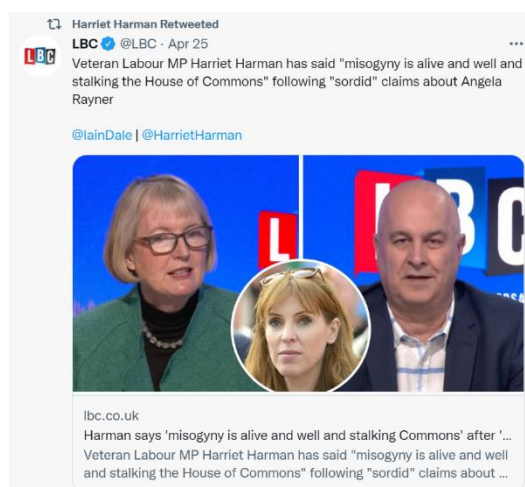 Harriet Harman Retweeted
LBC @LBC · Apr 25
Veteran Labour MP Harriet Harman has said "misogyny is alive and well and
stalking the House of Commons" following "sordid" claims about Angela
Rayner
@IainDale | @HarrietHarman
lbc.co.uk
Harman says 'misogyny is alive and well and stalking Commons' after '...
Veteran Labour MP Harriet Harman has said "misogyny is alive and well
and stalking the House of Commons" following "sordid" claims about ...